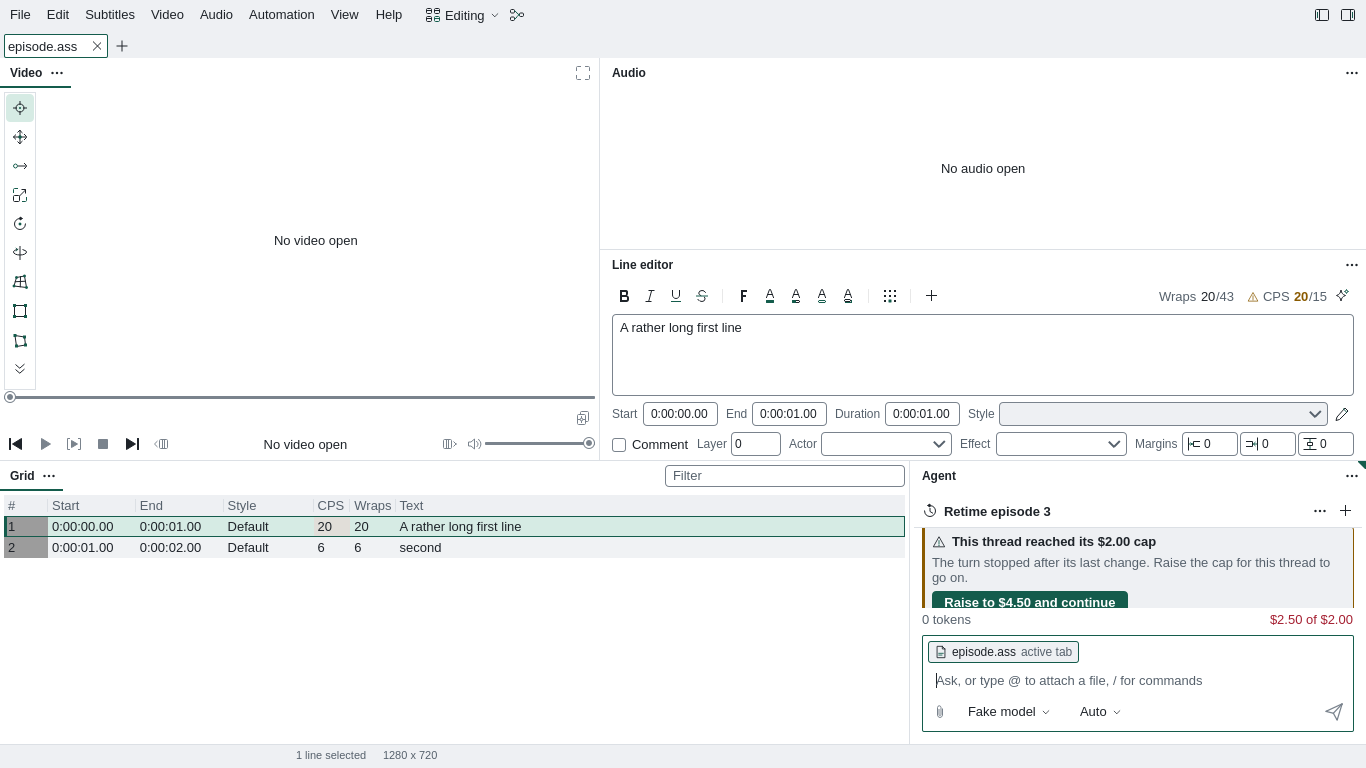 File Edit Subtitles Video Audio Automation View Help Editing
episode.ass
Video
No video open
No video open
Audio
No audio open
Line editor
B I U S F A A A A Wraps 20/43 CPS 20/15
A rather long first line
Start 0:00:00.00 End 0:00:01.00 Duration 0:00:01.00 Style
Comment Layer 0 Actor Effect Margins 0 0 0
Grid Filter
# Start End Style CPS Wraps Text
1 0:00:00.00 0:00:01.00 Default 20 20 A rather long first line
2 0:00:01.00 0:00:02.00 Default 6 6 second
Agent
Retime episode 3
This thread reached its $2.00 cap
The turn stopped after its last change. Raise the cap for this thread to
go on.
Raise to $4.50 and continue
0 tokens $2.50 of $2.00
episode.ass active tab
Ask, or type @ to attach a file, / for commands
Fake model Auto
1 line selected 1280 x 720